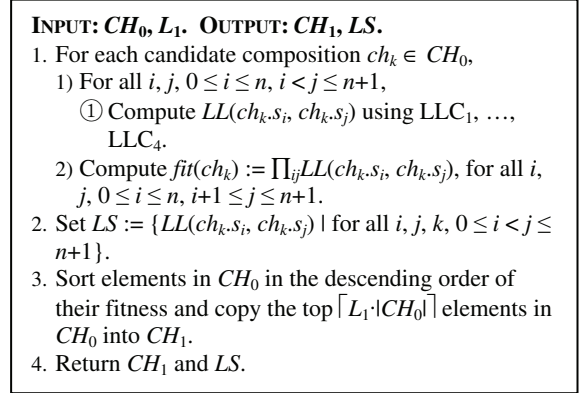 INPUT: CH₀, L₁. OUTPUT: CH₁, LS.
1. For each candidate composition chₖ ∈ CH₀,
1) For all i, j, 0 ≤ i ≤ n, i < j ≤ n+1,
① Compute LL(chₖ.sᵢ, chₖ.sⱼ) using LLC₁, …,
LLC₄.
2) Compute fit(chₖ) := ∏ᵢⱼLL(chₖ.sᵢ, chₖ.sⱼ), for all i,
j, 0 ≤ i ≤ n, i+1 ≤ j ≤ n+1.
2. Set LS := {LL(chₖ.sᵢ, chₖ.sⱼ) | for all i, j, k, 0 ≤ i < j ≤
n+1}.
3. Sort elements in CH₀ in the descending order of
their fitness and copy the top ⌈L₁·|CH₀|⌉ elements in
CH₀ into CH₁.
4. Return CH₁ and LS.